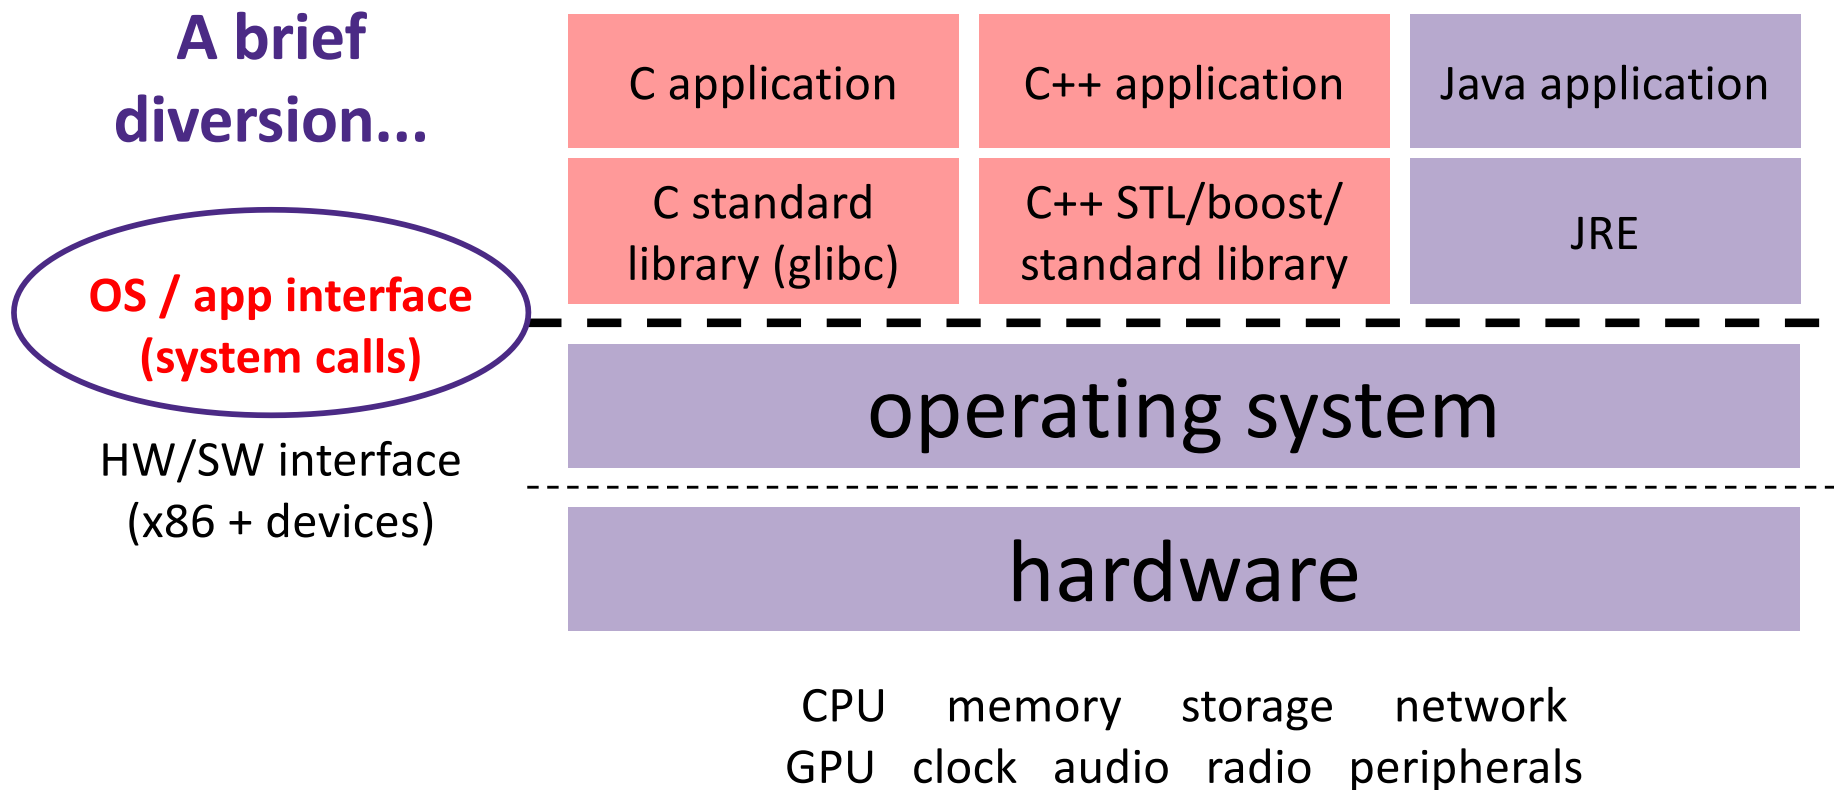 A brief
diversion...
C application
C++ application
Java application
C standard
library (glibc)
C++ STL/boost/
standard library
JRE
OS / app interface
(system calls)
operating system
HW/SW interface
(x86 + devices)
hardware
CPU memory storage network
GPU clock audio radio peripherals